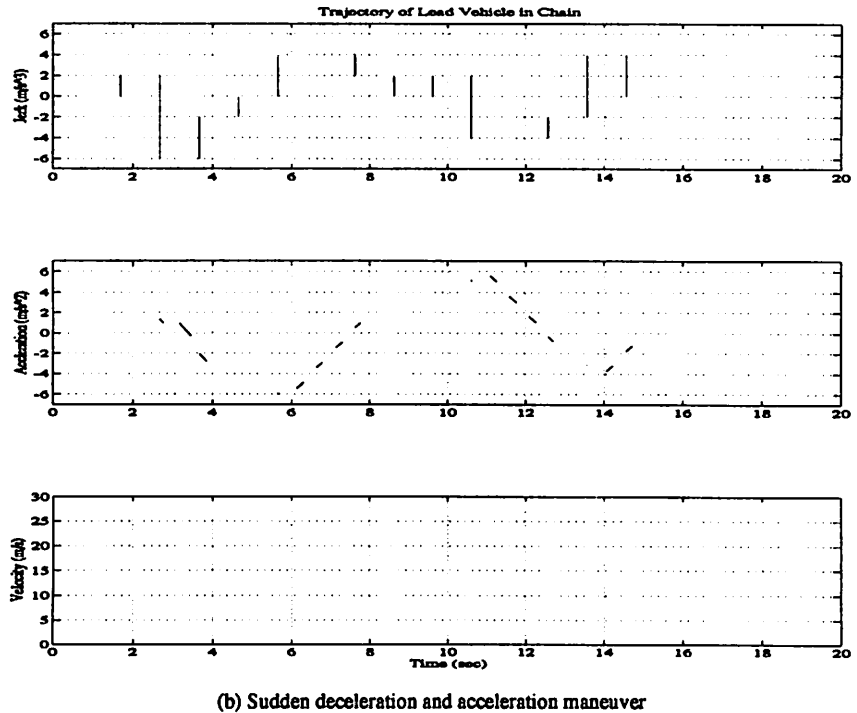 Trajectory of Lead Vehicle in Chain
Jerk (m/s^3)
6
4
2
0
-2
-4
-6
0 2 4 6 8 10 12 14 16 18 20
Accleration (m/s^2)
6
4
2
0
-2
-4
-6
0 2 4 6 8 10 12 14 16 18 20
Velocity (m/s)
30
25
20
15
10
5
0
0 2 4 6 8 10 12 14 16 18 20
Time (sec)
(b) Sudden deceleration and acceleration maneuver